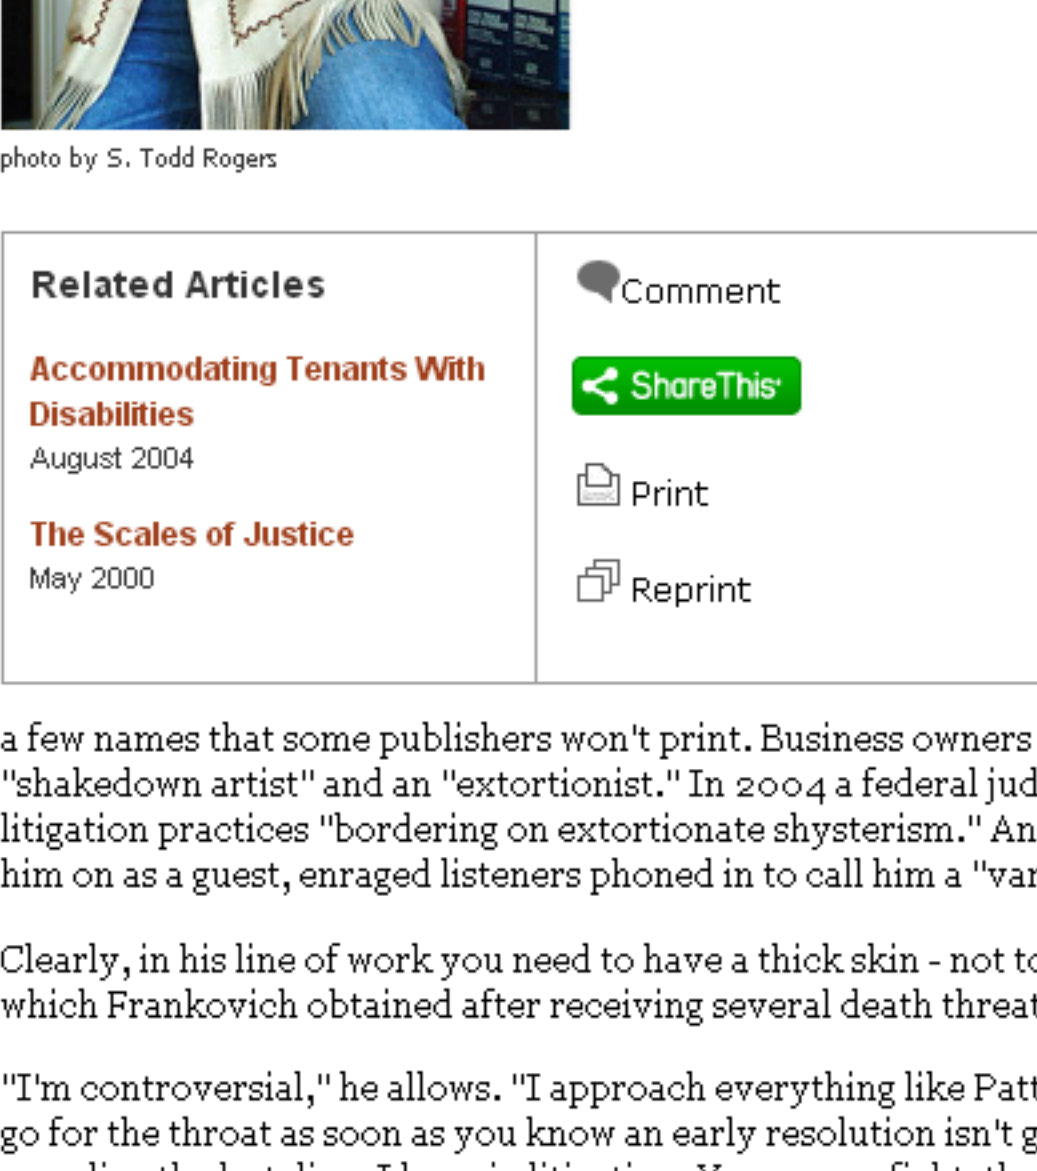 photo by S. Todd Rogers
Related Articles
Accommodating Tenants With
Disabilities
August 2004
The Scales of Justice
May 2000
Comment
ShareThis
Print
Reprint
a few names that some publishers won't print. Business owners
"shakedown artist" and an "extortionist." In 2004 a federal jud
litigation practices "bordering on extortionate shysterism." An
him on as a guest, enraged listeners phoned in to call him a "var
Clearly, in his line of work you need to have a thick skin - not to
which Frankovich obtained after receiving several death threat
"I'm controversial," he allows. "I approach everything like Patt
go for the throat as soon as you know an early resolution isn't g